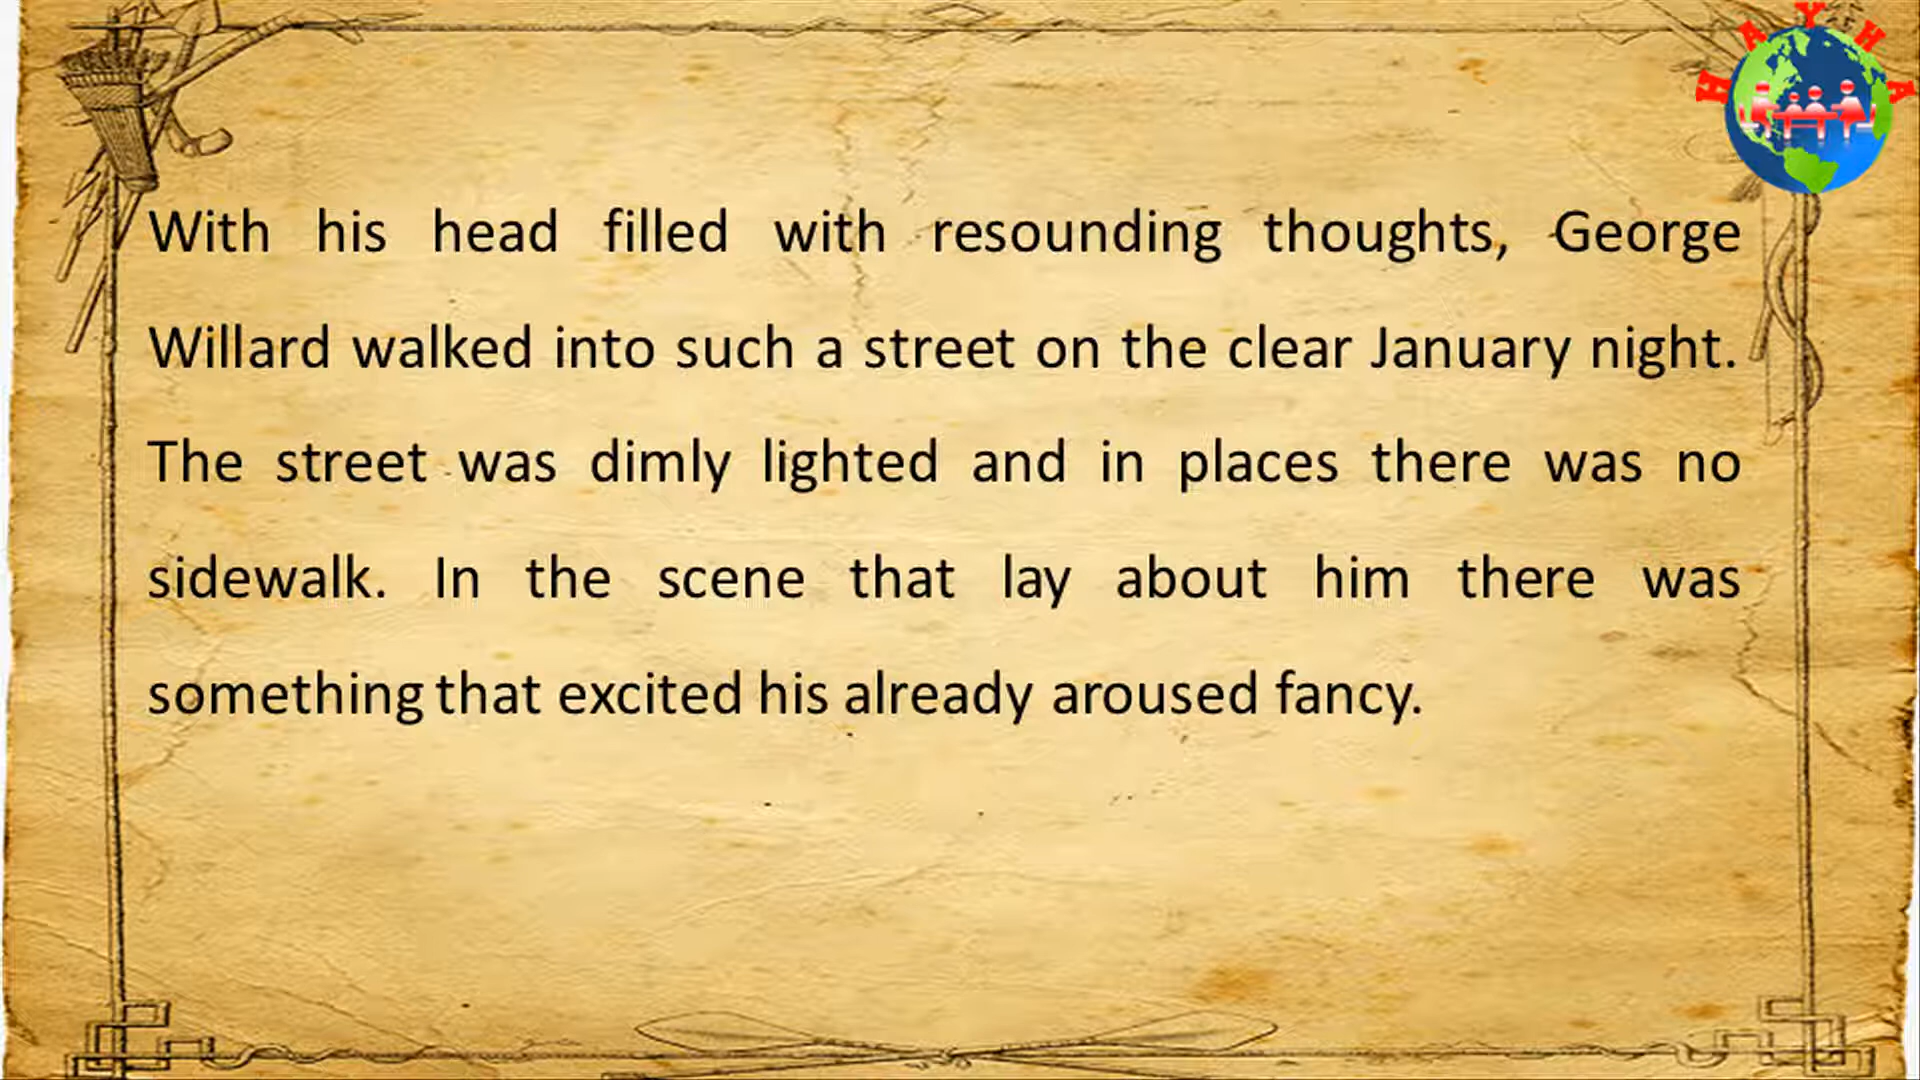 HAYHA
With his head filled with resounding thoughts, George
Willard walked into such a street on the clear January night.
The street was dimly lighted and in places there was no
sidewalk. In the scene that lay about him there was
something that excited his already aroused fancy.